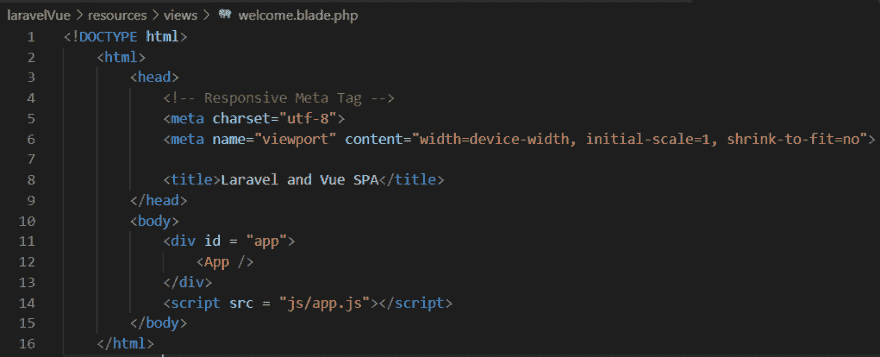 laravelVue > resources > views > welcome.blade.php
1 <!DOCTYPE html>
2 <html>
3 <head>
4 <!-- Responsive Meta Tag -->
5 <meta charset="utf-8">
6 <meta name="viewport" content="width=device-width, initial-scale=1, shrink-to-fit=no">
7
8 <title>Laravel and Vue SPA</title>
9 </head>
10 <body>
11 <div id = "app">
12 <App />
13 </div>
14 <script src = "js/app.js"></script>
15 </body>
16 </html>